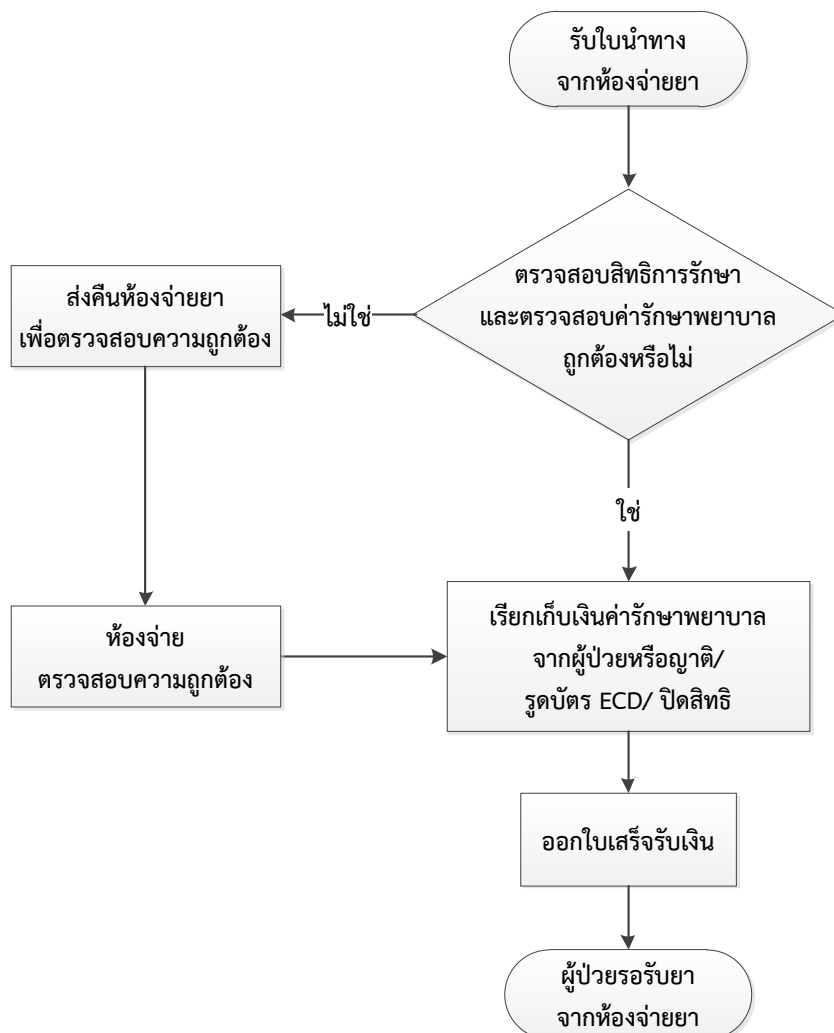 รับใบนำทาง
จากห้องจ่ายยา
ตรวจสอบสิทธิการรักษา
และตรวจสอบค่ารักษาพยาบาล
ถูกต้องหรือไม่
ไม่ใช่
ส่งคืนห้องจ่ายยา
เพื่อตรวจสอบความถูกต้อง
ใช่
ห้องจ่าย
ตรวจสอบความถูกต้อง
เรียกเก็บเงินค่ารักษาพยาบาล
จากผู้ป่วยหรือญาติ/
รูดบัตร ECD/ ปิดสิทธิ
ออกใบเสร็จรับเงิน
ผู้ป่วยรอรับยา
จากห้องจ่ายยา